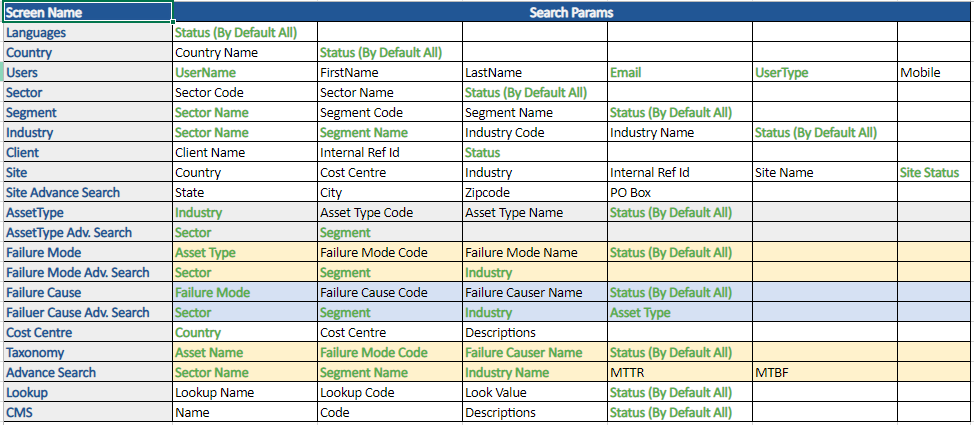 Screen Name Search Params
Languages Status (By Default All)
Country Country Name Status (By Default All)
Users UserName FirstName LastName Email UserType Mobile
Sector Sector Code Sector Name Status (By Default All)
Segment Sector Name Segment Code Segment Name Status (By Default All)
Industry Sector Name Segment Name Industry Code Industry Name Status (By Default All)
Client Client Name Internal Ref Id Status
Site Country Cost Centre Industry Internal Ref Id Site Name Site Status
Site Advance Search State City Zipcode PO Box
AssetType Industry Asset Type Code Asset Type Name Status (By Default All)
AssetType Adv. Search Sector Segment
Failure Mode Asset Type Failure Mode Code Failure Mode Name Status (By Default All)
Failure Mode Adv. Search Sector Segment Industry
Failure Cause Failure Mode Failure Cause Code Failure Causer Name Status (By Default All)
Failuer Cause Adv. Search Sector Segment Industry Asset Type
Cost Centre Country Cost Centre Descriptions
Taxonomy Asset Name Failure Mode Code Failure Causer Name Status (By Default All)
Advance Search Sector Name Segment Name Industry Name MTTR MTBF
Lookup Lookup Name Lookup Code Look Value Status (By Default All)
CMS Name Code Descriptions Status (By Default All)